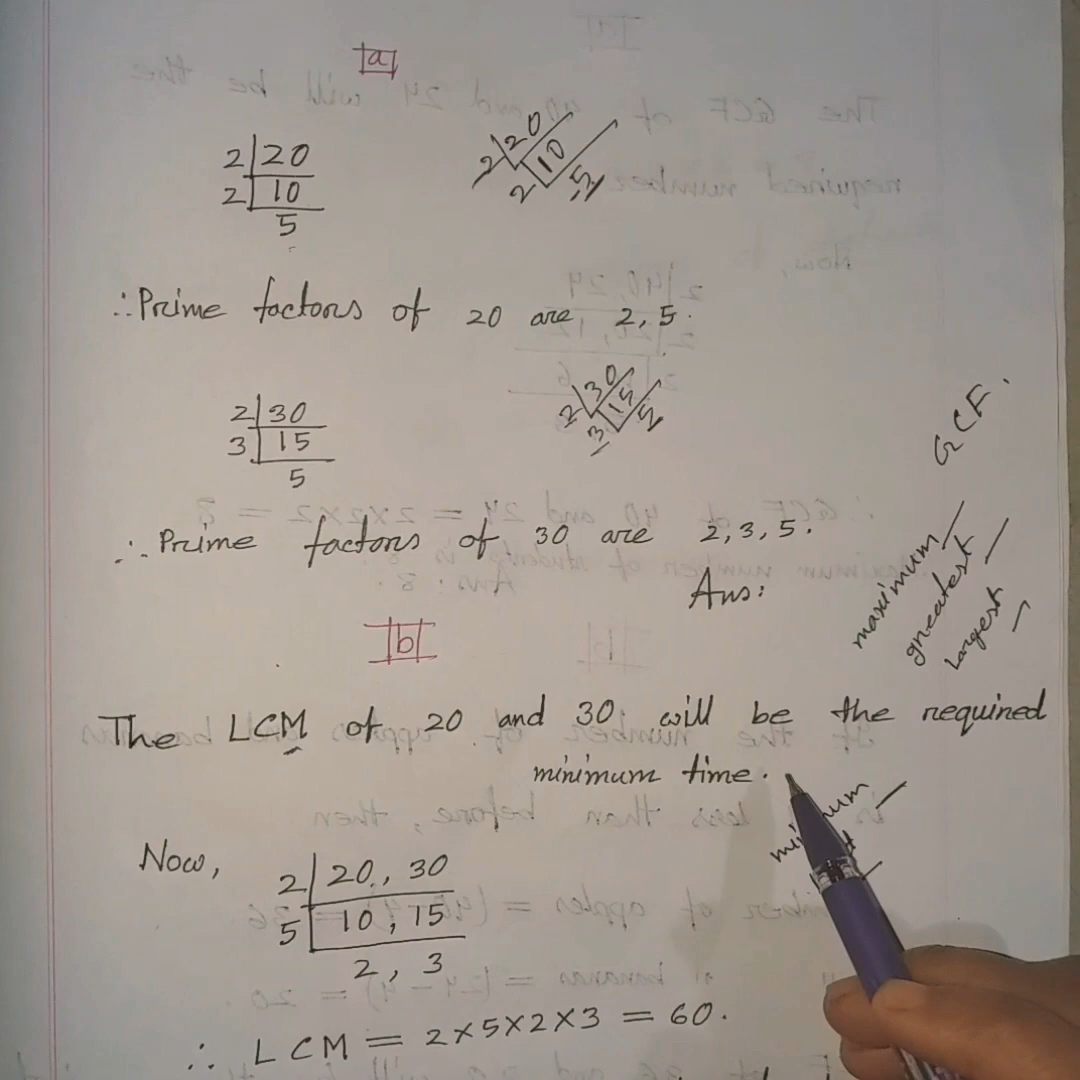 a
2 | 20
2 | 10
5
2 | 20
2 | 10
5
∴ Prime factors of 20 are 2, 5.
2 | 30
3 | 15
5
2 | 30
3 | 15
5
∴ Prime factors of 30 are 2, 3, 5.
Ans:
GCF.
maximum
greatest
largest
b
The LCM of 20 and 30 will be the required
minimum time.
Now,
2 | 20, 30
5 | 10, 15
2, 3
∴ LCM = 2×5×2×3 = 60.